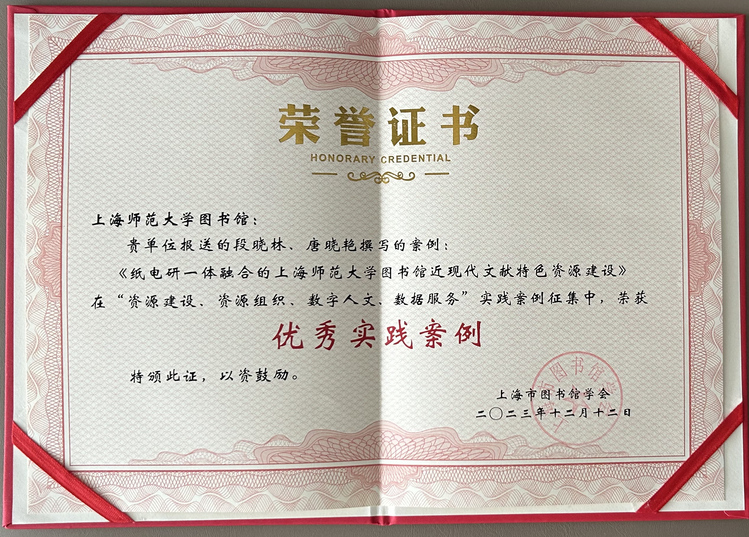 荣誉证书
HONORARY CREDENTIAL
上海师范大学图书馆：
贵单位报送的段晓林、唐晓艳撰写的案例：
《纸电研一体融合的上海师范大学图书馆近现代文献特色资源建设》
在“资源建设、资源组织、数字人文、数据服务”实践案例征集中，荣获
优秀实践案例
特颁此证，以资鼓励。
上海市图书馆学会
二〇二三年十二月十二日